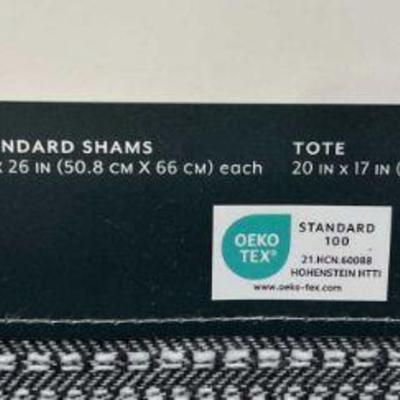 NDARD SHAMS
X 26 IN (50.8 CM X 66 CM) each
TOTE
20 IN X 17 IN (
OEKO
TEX®
STANDARD
100
21.HCN.60088
HOHENSTEIN HTTI
www.oeko-tex.com